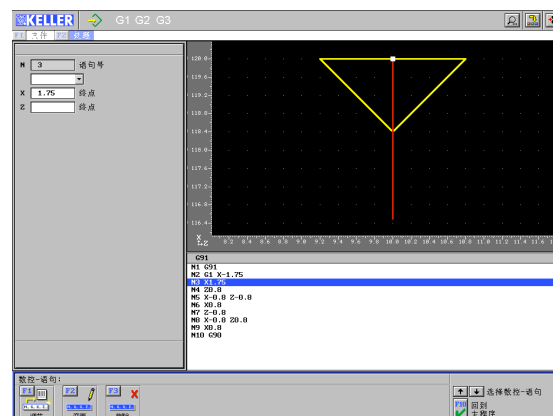 KELLER G1 G2 G3
F1 文件 F2 参照
N 3 语句号
X 1.75 终点
Z 终点
120.0
119.6
119.2
118.8
118.4
118.0
117.6
117.2
116.8
116.4
X
Z 8.2 8.4 8.6 8.8 9.0 9.2 9.4 9.6 9.8 10.0 10.2 10.4 10.6 10.8 11.0 11.2 11.4 11.6
G91
N1 G91
N2 G1 X-1.75
N3 X1.75
N4 Z0.8
N5 X-0.8 Z-0.8
N6 X0.8
N7 Z-0.8
N8 X-0.8 Z0.8
N9 X0.8
N10 G90
数控-语句:
F1 F2 F3
选择数控-语句
F10 回到
主程序